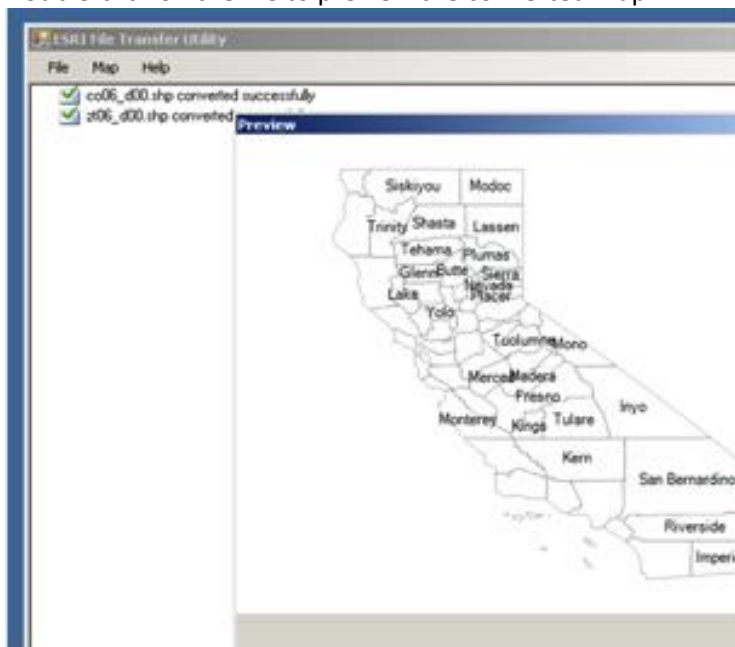 ESRI File Transfer Utility
File Map Help
co06_d00.shp converted successfully
zt06_d00.shp converted
Preview
Siskiyou Modoc
Trinity Shasta Lassen
Tehama Plumas
Glenn Butte Sierra
Nevada
Lake Placer
Yolo
Toolumne Mono
Merced Madera
Fresno
Inyo
Monterey Kings Tulare
Kern
San Bernardino
Riverside
Imperi